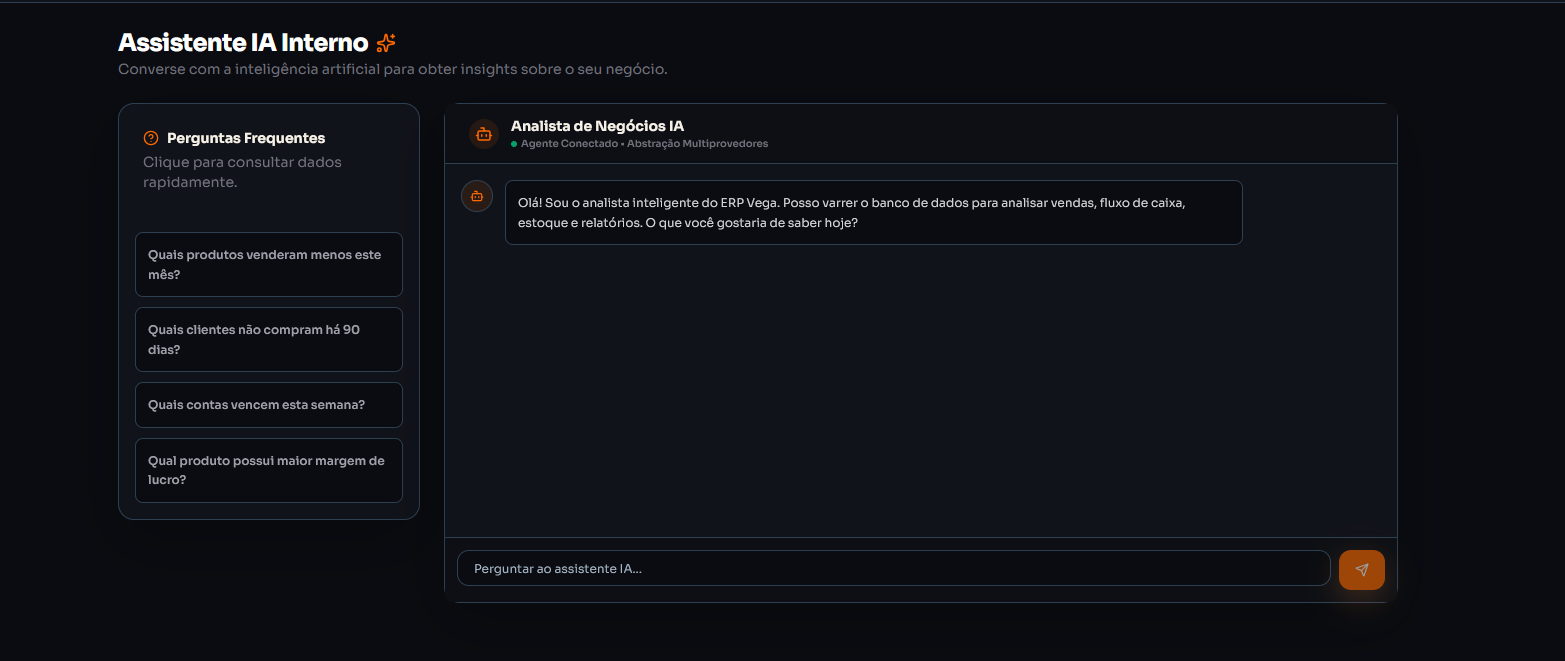 Assistente IA Interno
Converse com a inteligência artificial para obter insights sobre o seu negócio.
Perguntas Frequentes
Clique para consultar dados
rapidamente.
Quais produtos venderam menos este
mês?
Quais clientes não compram há 90
dias?
Quais contas vencem esta semana?
Qual produto possui maior margem de
lucro?
Analista de Negócios IA
Agente Conectado • Abstração Multiprovedores
Olá! Sou o analista inteligente do ERP Vega. Posso varrer o banco de dados para analisar vendas, fluxo de caixa,
estoque e relatórios. O que você gostaria de saber hoje?
Perguntar ao assistente IA...